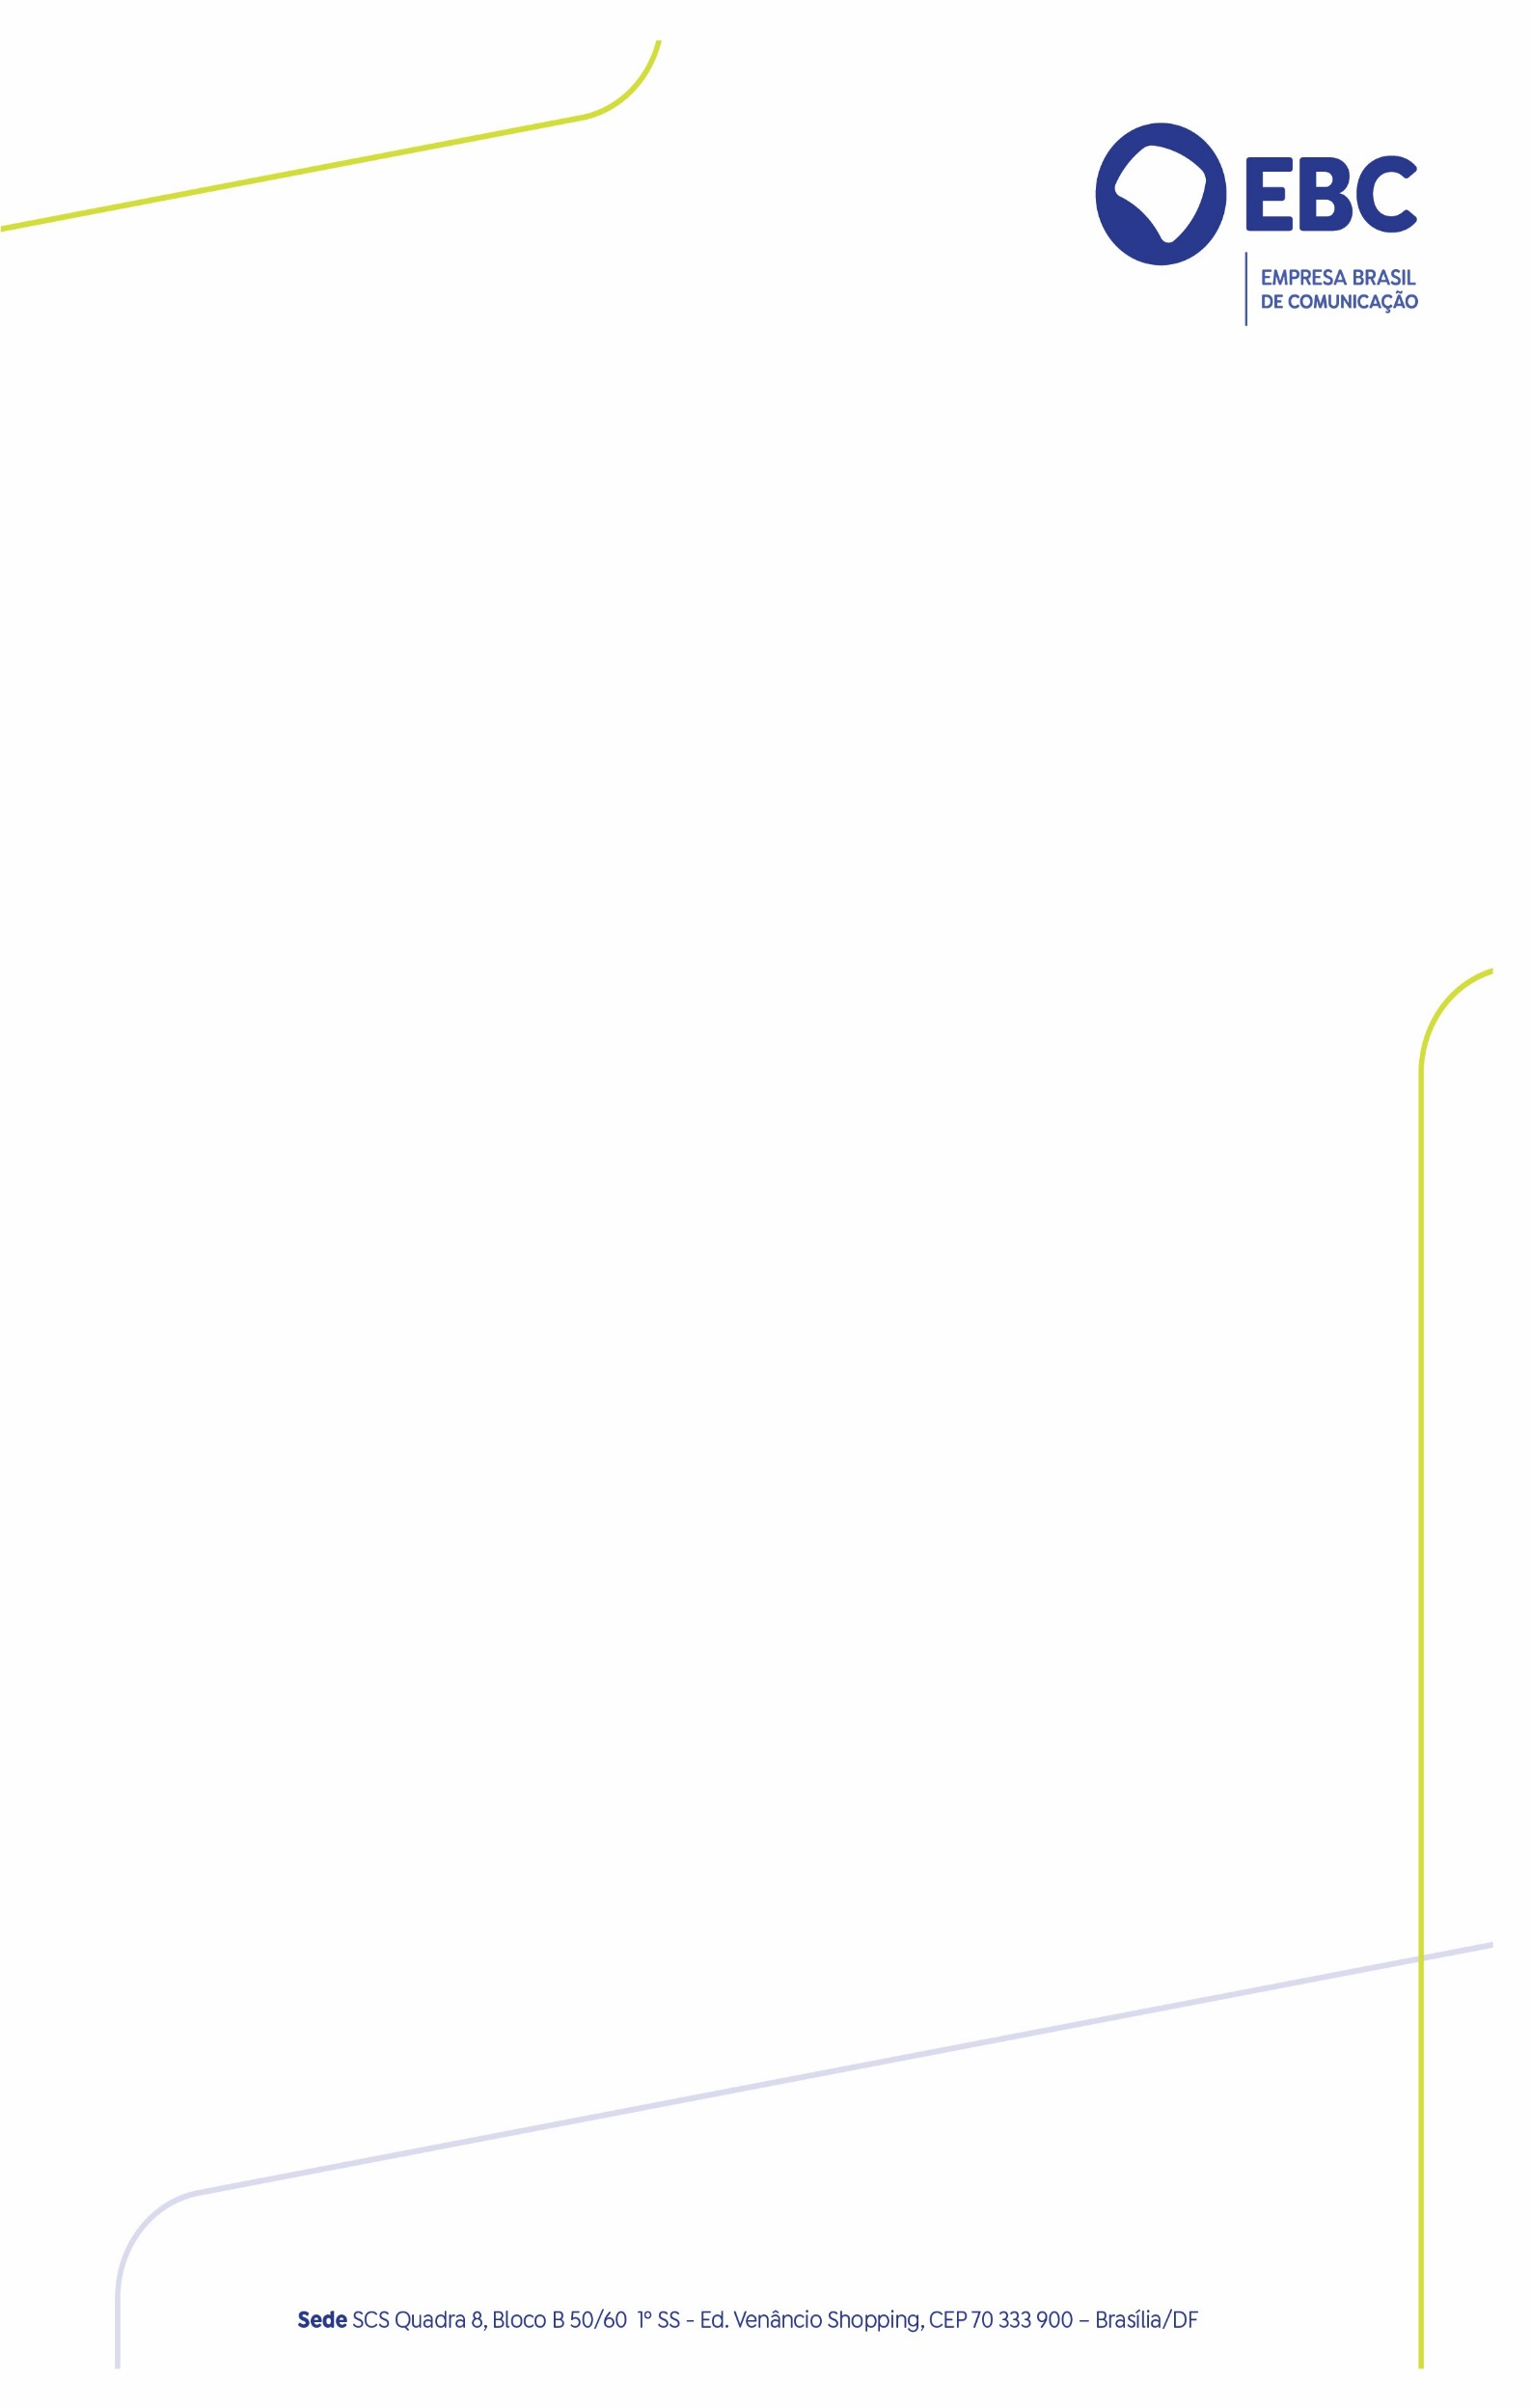 EBC
EMPRESA BRASIL
DE COMUNICAÇÃO
Sede SCS Quadra 8, Bloco B 50/60 1º SS - Ed. Venâncio Shopping, CEP 70 333 900 – Brasília/DF